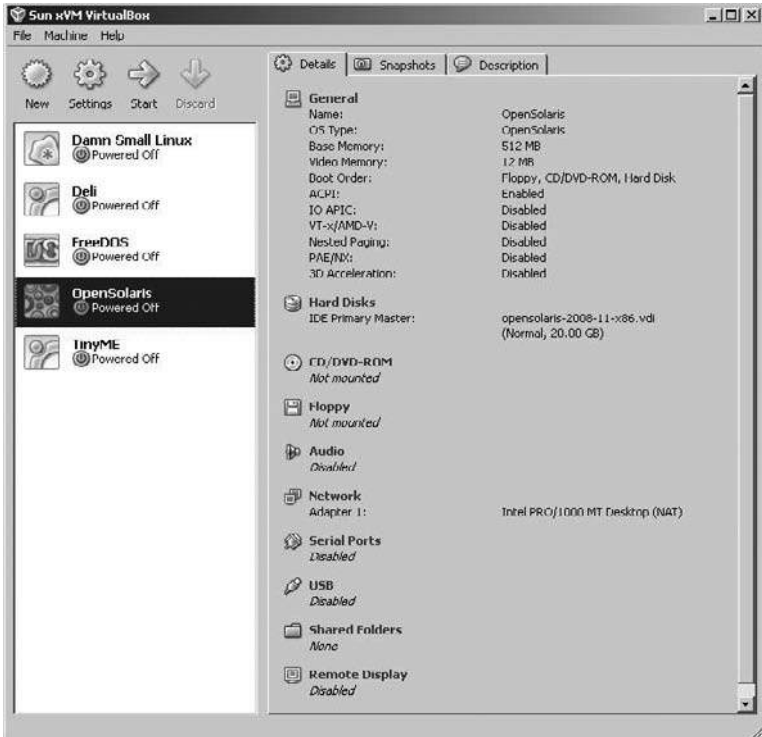 Sun xVM VirtualBox
File Machine Help
New Settings Start Discard
Damn Small Linux
Powered Off
Deli
Powered Off
FreeDOS
Powered Off
OpenSolaris
Powered Off
TinyME
Powered Off
Details Snapshots Description
General
Name: OpenSolaris
OS Type: OpenSolaris
Base Memory: 512 MB
Video Memory: 12 MB
Boot Order: Floppy, CD/DVD-ROM, Hard Disk
ACPI: Enabled
IO APIC: Disabled
VT-x/AMD-V: Disabled
Nested Paging: Disabled
PAE/NX: Disabled
3D Acceleration: Disabled
Hard Disks
IDE Primary Master: opensolaris-2008-11-x86.vdi
(Normal, 20.00 GB)
CD/DVD-ROM
Not mounted
Floppy
Not mounted
Audio
Disabled
Network
Adapter 1: Intel PRO/1000 MT Desktop (NAT)
Serial Ports
Disabled
USB
Disabled
Shared Folders
None
Remote Display
Disabled